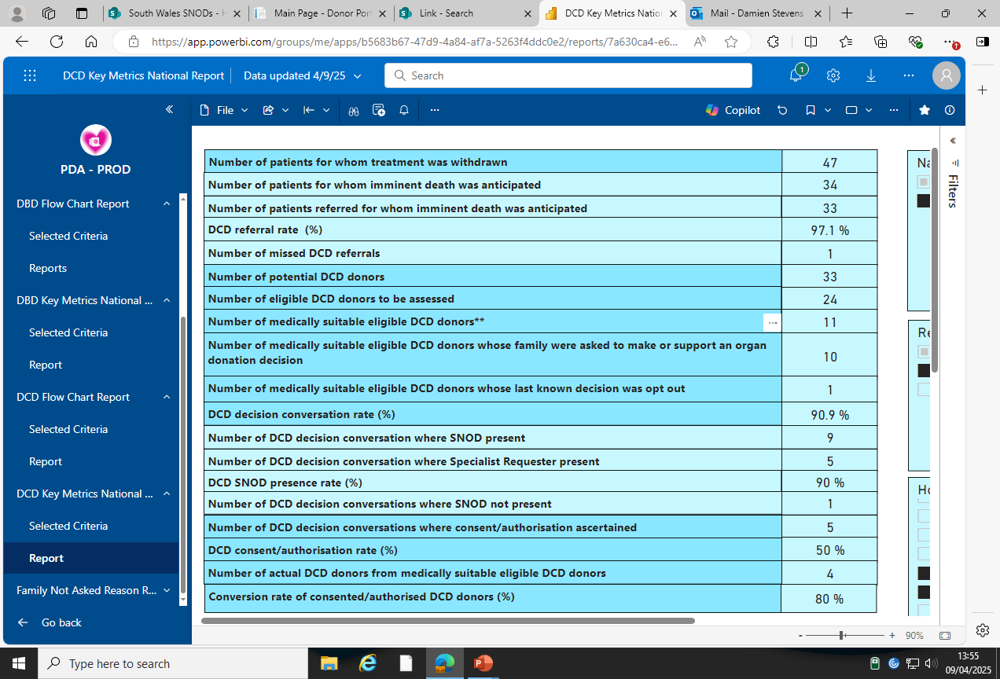 South Wales SNODs - H
Main Page - Donor Port
Link - Search
DCD Key Metrics Nation
Mail - Damien Stevens
https://app.powerbi.com/groups/me/apps/b5683b67-47d9-4a84-af7a-5263f4ddc0e2/reports/7a630ca4-e6...
DCD Key Metrics National Report
Data updated 4/9/25
Search
1
File
Copilot
PDA - PROD
DBD Flow Chart Report
Selected Criteria
Reports
DBD Key Metrics National ...
Selected Criteria
Report
DCD Flow Chart Report
Selected Criteria
Report
DCD Key Metrics National ...
Selected Criteria
Report
Family Not Asked Reason R...
Go back
Number of patients for whom treatment was withdrawn 47
Number of patients for whom imminent death was anticipated 34
Number of patients referred for whom imminent death was anticipated 33
DCD referral rate (%) 97.1 %
Number of missed DCD referrals 1
Number of potential DCD donors 33
Number of eligible DCD donors to be assessed 24
Number of medically suitable eligible DCD donors** 11
Number of medically suitable eligible DCD donors whose family were asked to make or support an organ
donation decision 10
Number of medically suitable eligible DCD donors whose last known decision was opt out 1
DCD decision conversation rate (%) 90.9 %
Number of DCD decision conversation where SNOD present 9
Number of DCD decision conversation where Specialist Requester present 5
DCD SNOD presence rate (%) 90 %
Number of DCD decision conversations where SNOD not present 1
Number of DCD decision conversations where consent/authorisation ascertained 5
DCD consent/authorisation rate (%) 50 %
Number of actual DCD donors from medically suitable eligible DCD donors 4
Conversion rate of consented/authorised DCD donors (%) 80 %
Na
Re
Ho
Filters
- + 90%
Type here to search
13:55
09/04/2025